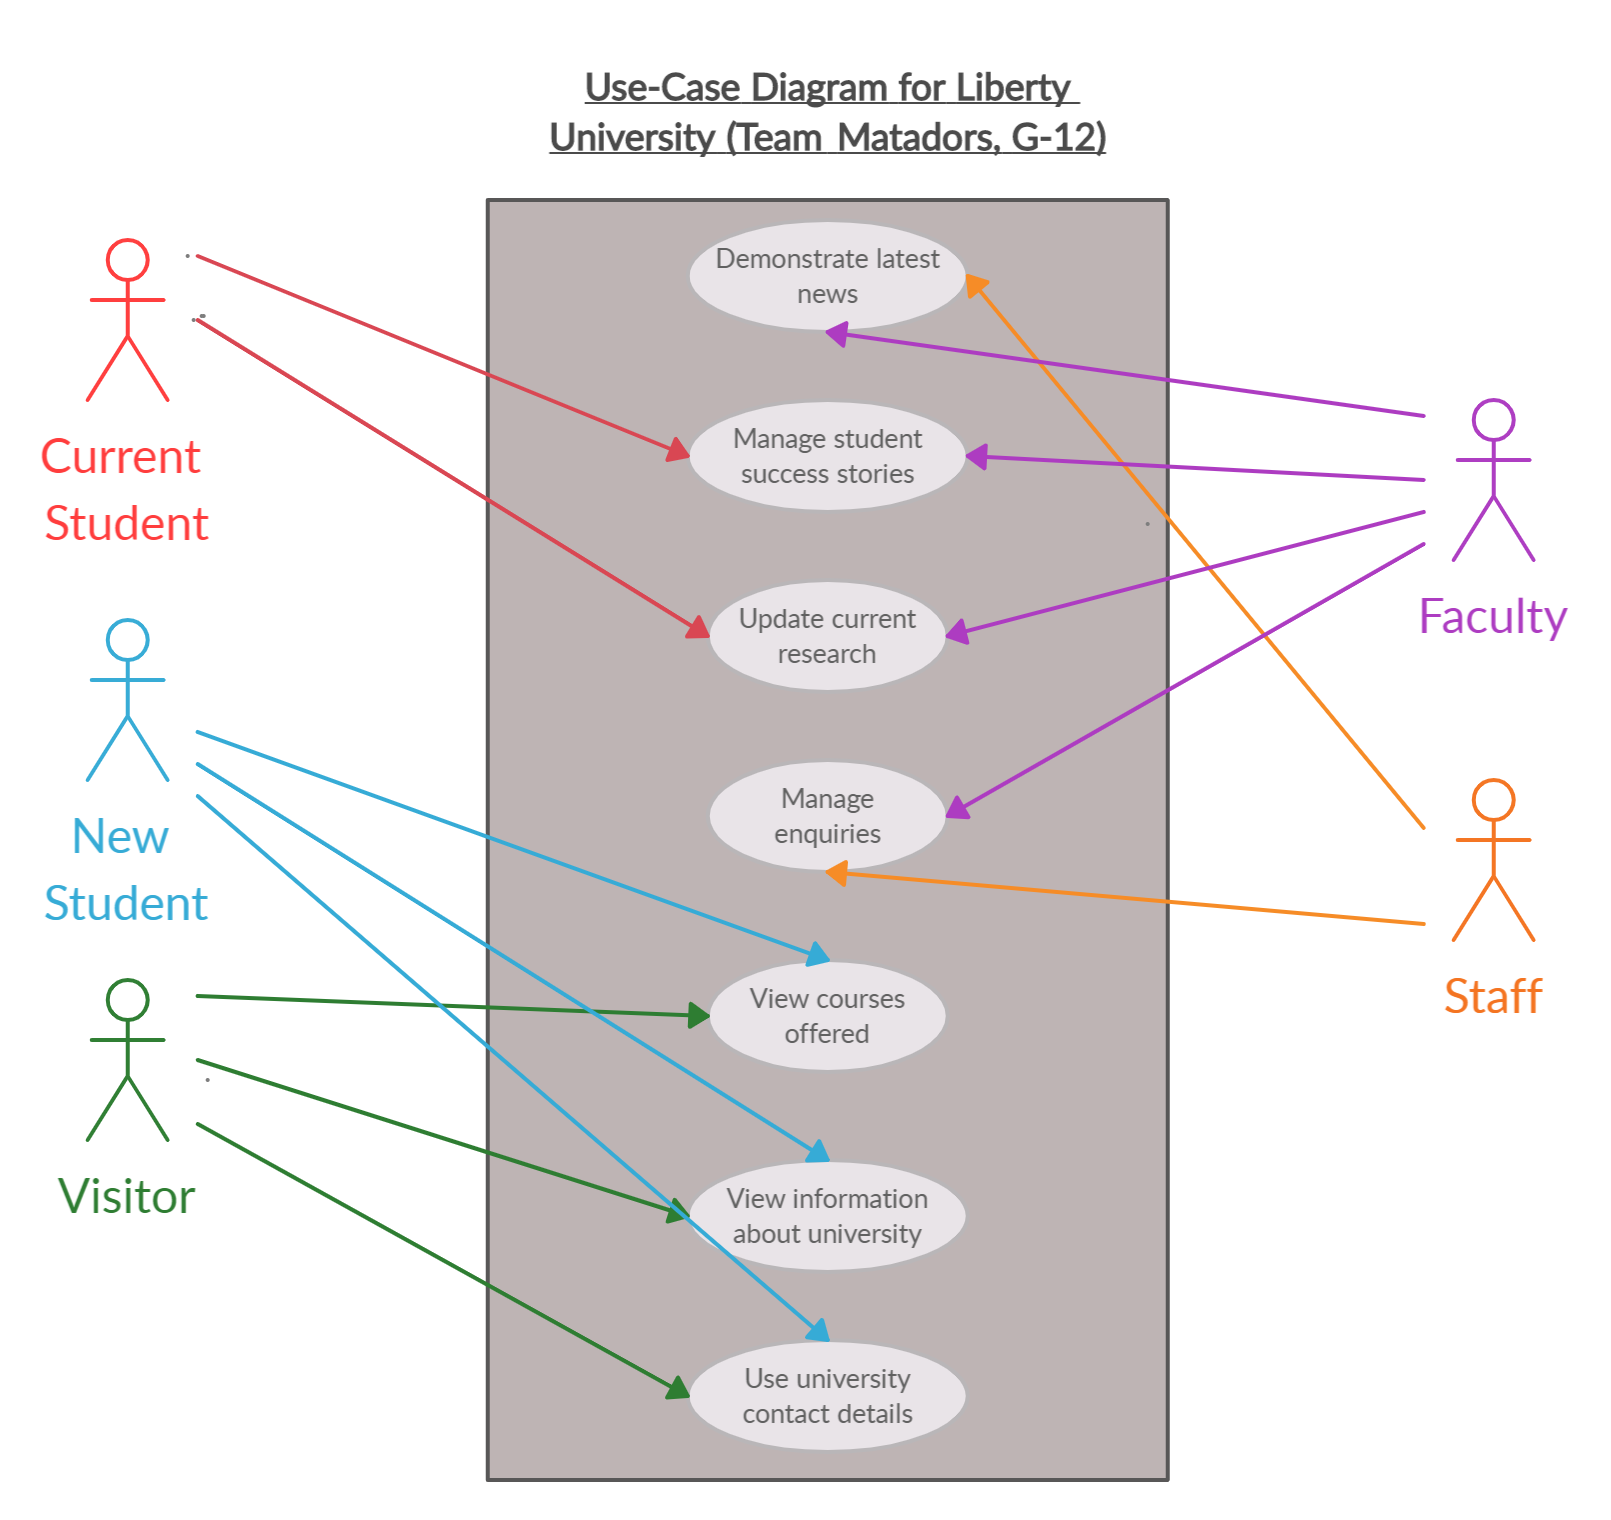 Use-Case Diagram for Liberty
University (Team Matadors, G-12)
Demonstrate latest
news
Manage student
success stories
Update current
research
Manage
enquiries
View courses
offered
View information
about university
Use university
contact details
Current
Student
New
Student
Visitor
Faculty
Staff